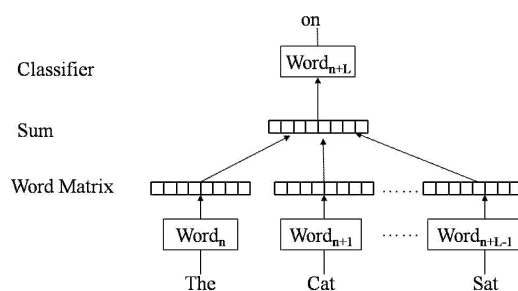 on
Classifier Word_{n+L}
Sum
Word Matrix ...... 
Word_n Word_{n+1} ...... Word_{n+L-1}
The Cat Sat